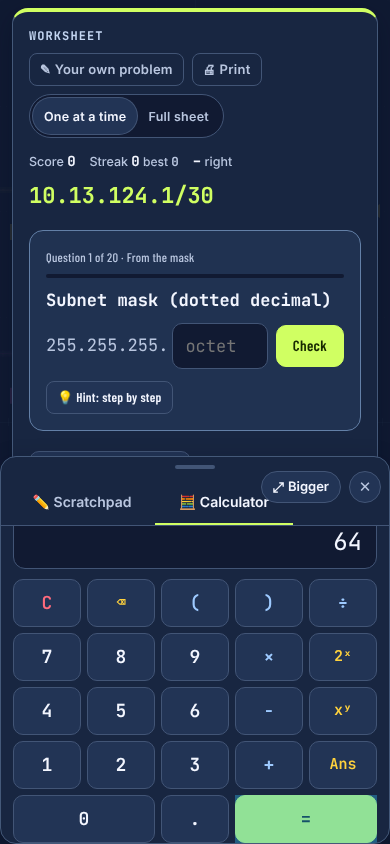 WORKSHEET
✎ Your own problem 🖨 Print
One at a time Full sheet
Score 0 Streak 0 best 0 – right
10.13.124.1/30
Question 1 of 20 · From the mask
Subnet mask (dotted decimal)
255.255.255. octet Check
💡 Hint: step by step
⤢ Bigger ✕
✏️ Scratchpad 🧮 Calculator
64
C ⌫ ( ) ÷
7 8 9 × 2ˣ
4 5 6 - xʸ
1 2 3 + Ans
0 . =